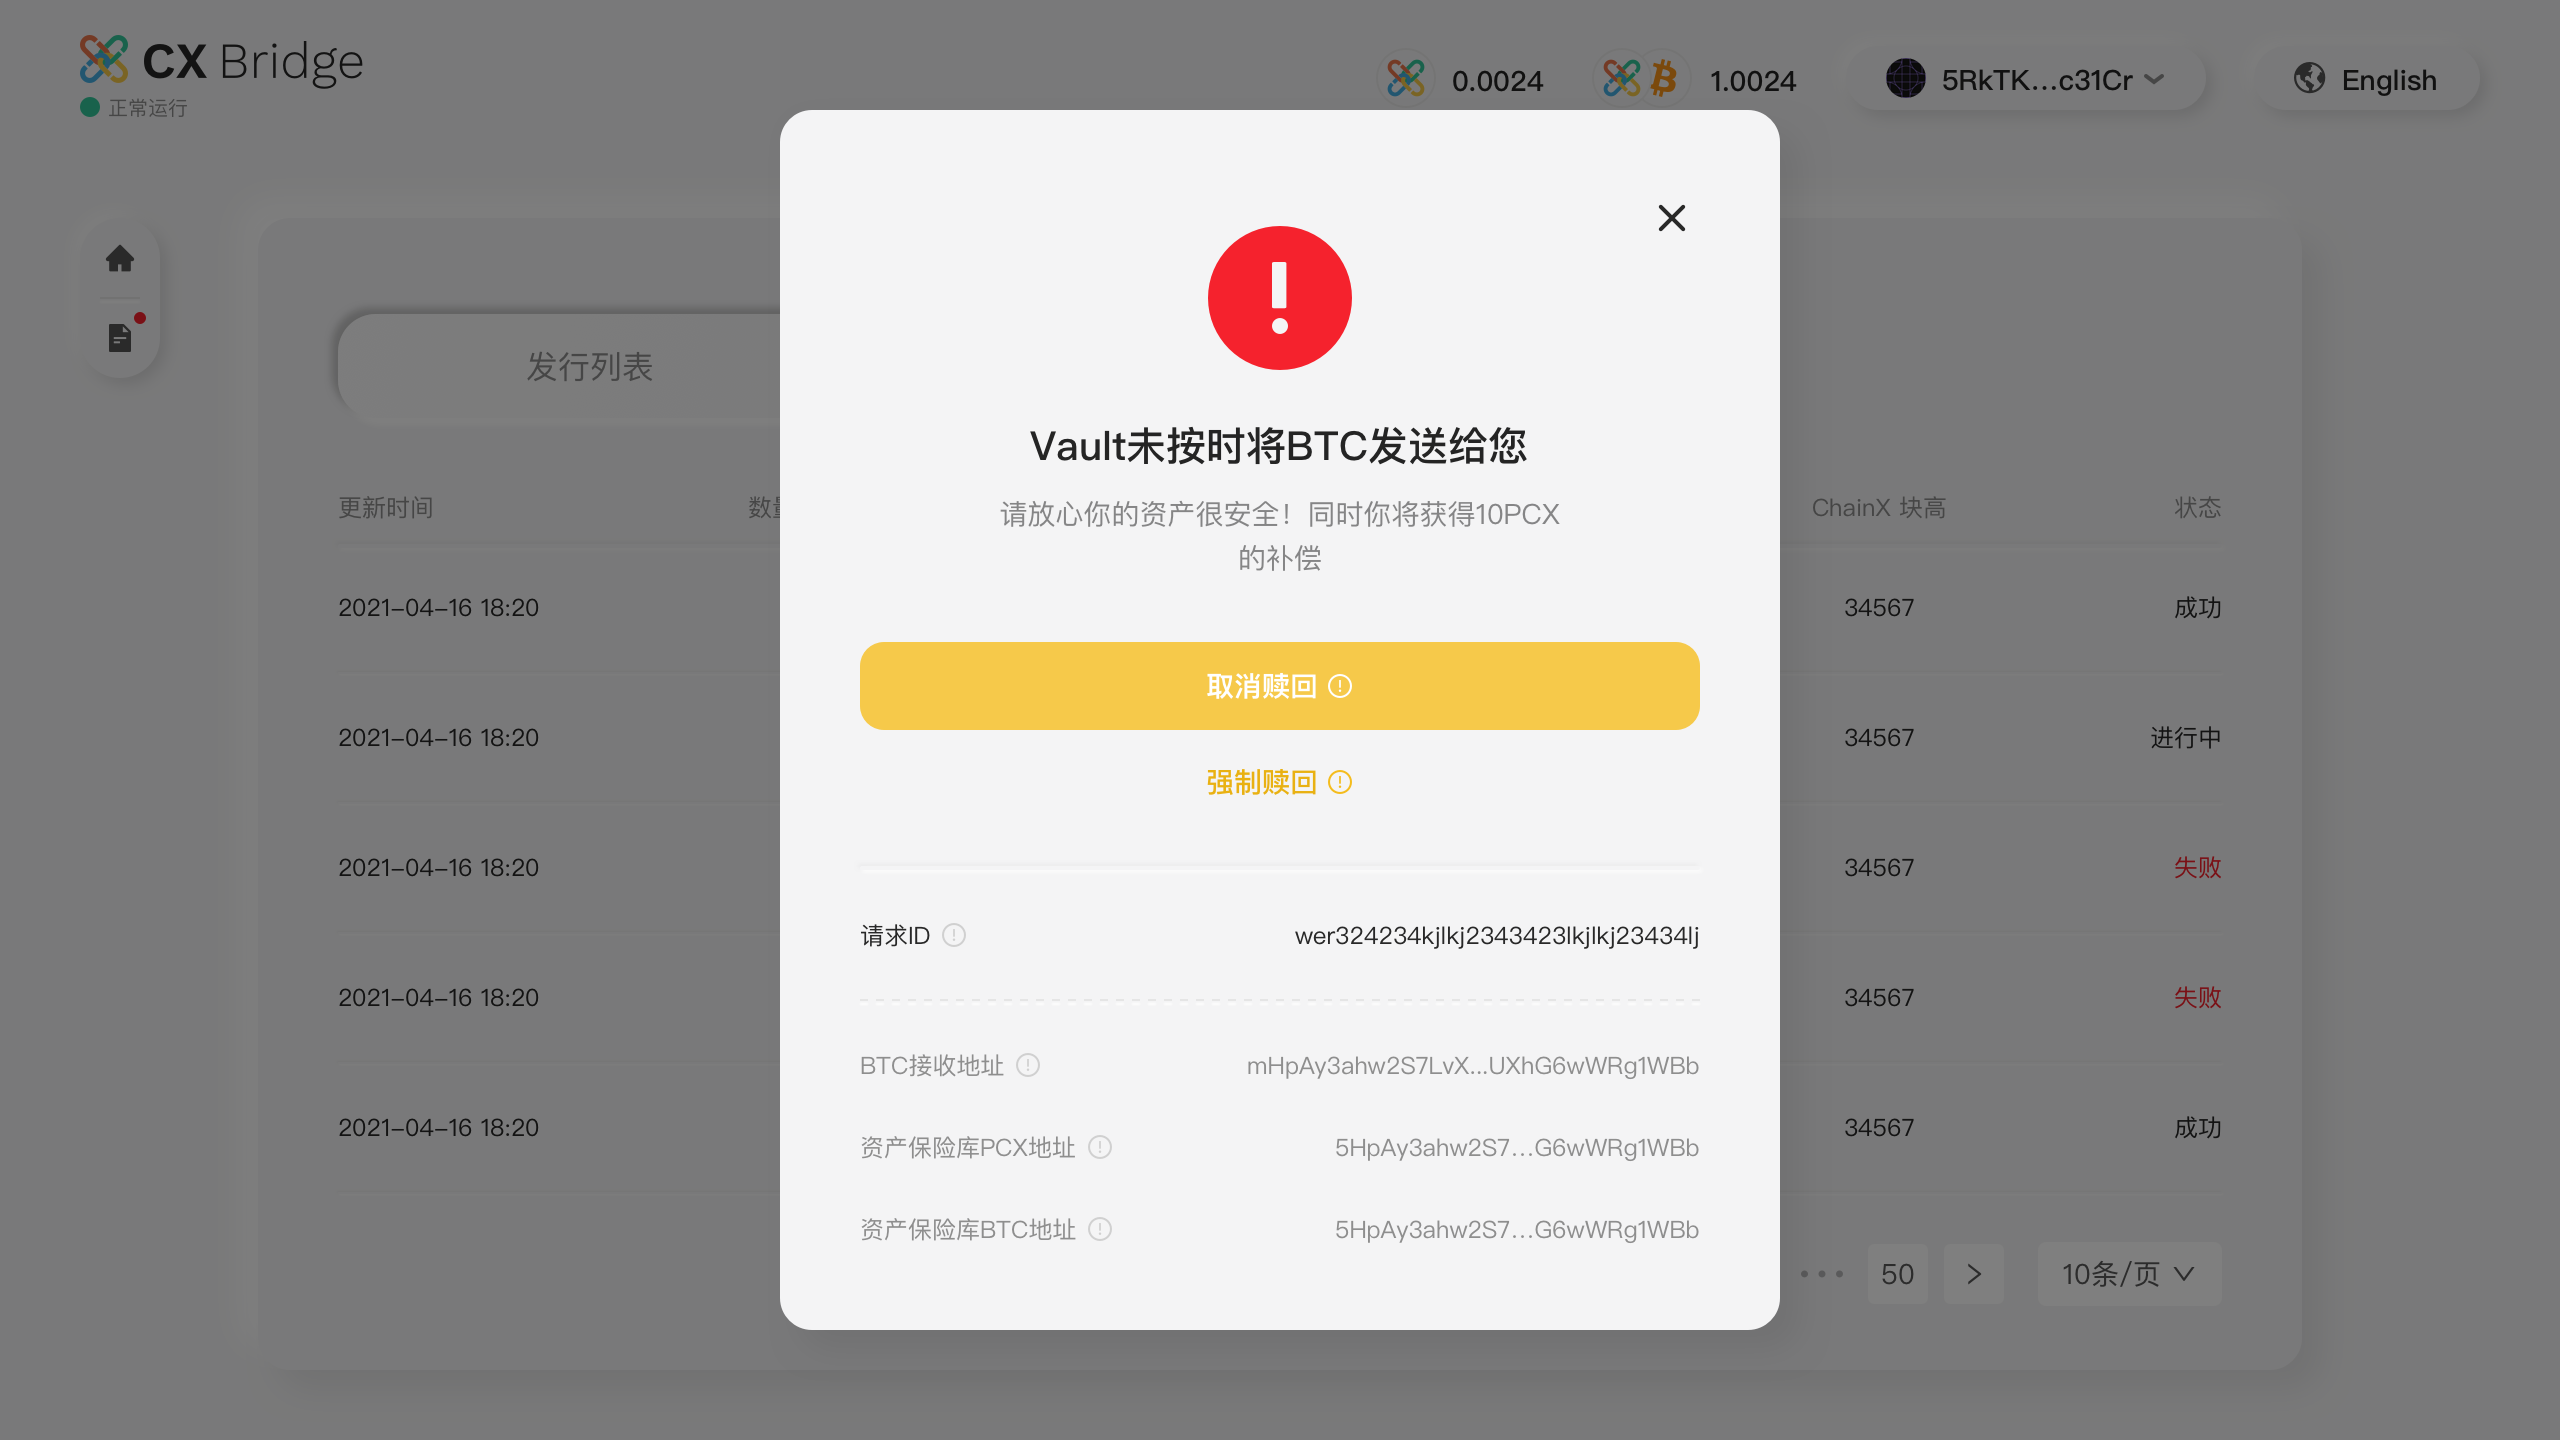 CX Bridge
正常运行
0.0024
1.0024
5RkTK...c31Cr
English
发行列表
更新时间
数量
ChainX 块高
状态
2021-04-16 18:20
34567
成功
2021-04-16 18:20
34567
进行中
2021-04-16 18:20
34567
失败
2021-04-16 18:20
34567
失败
2021-04-16 18:20
34567
成功
50
10条/页
Vault未按时将BTC发送给您
请放心你的资产很安全！同时你将获得10PCX
的补偿
取消赎回
强制赎回
请求ID
wer324234kjlkj2343423lkjlkj23434lj
BTC接收地址
mHpAy3ahw2S7LvX...UXhG6wWRg1WBb
资产保险库PCX地址
5HpAy3ahw2S7...G6wWRg1WBb
资产保险库BTC地址
5HpAy3ahw2S7...G6wWRg1WBb